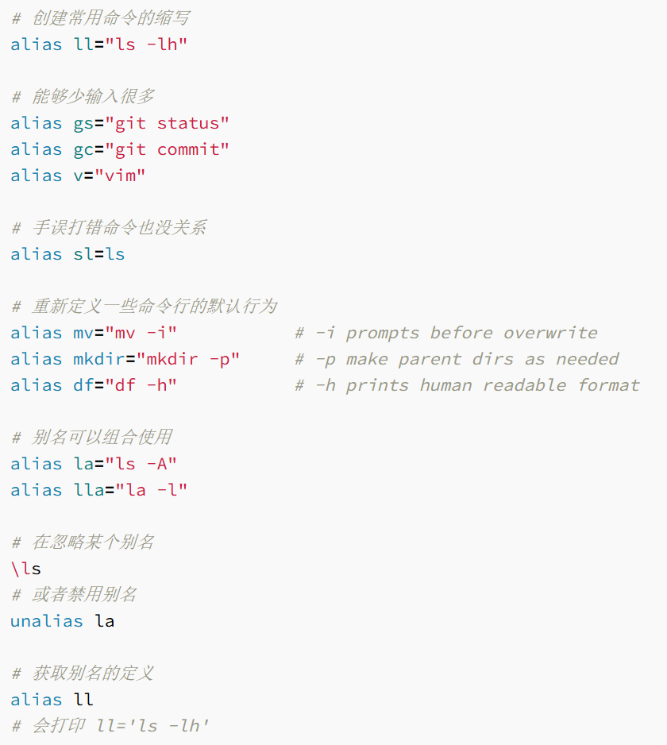 # 创建常用命令的缩写
alias ll="ls -lh"
# 能够少输入很多
alias gs="git status"
alias gc="git commit"
alias v="vim"
# 手误打错命令也没关系
alias sl=ls
# 重新定义一些命令行的默认行为
alias mv="mv -i"           # -i prompts before overwrite
alias mkdir="mkdir -p"     # -p make parent dirs as needed
alias df="df -h"           # -h prints human readable format
# 别名可以组合使用
alias la="ls -A"
alias lla="la -l"
# 在忽略某个别名
\ls
# 或者禁用别名
unalias la
# 获取别名的定义
alias ll
# 会打印 ll='ls -lh'